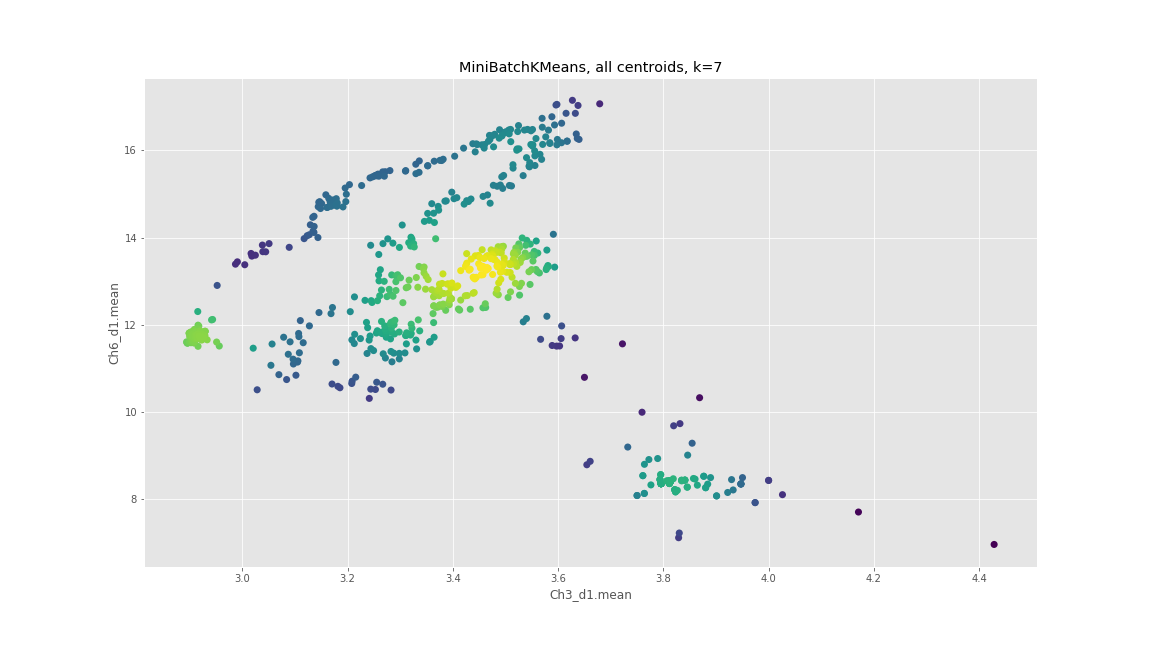 MiniBatchKMeans, all centroids, k=7
Ch6_d1.mean
16
14
12
10
8
3.0 3.2 3.4 3.6 3.8 4.0 4.2 4.4
Ch3_d1.mean